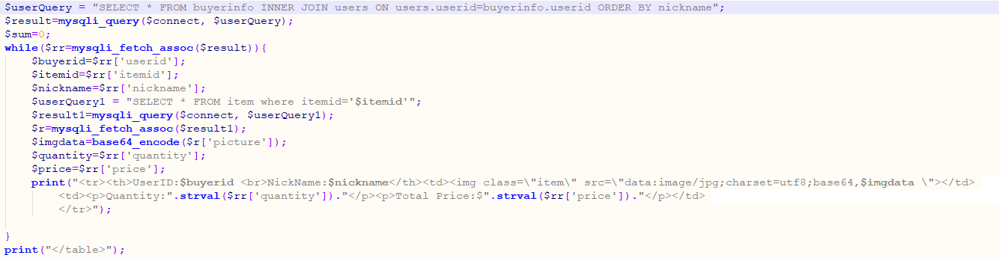 $userQuery = "SELECT * FROM buyerinfo INNER JOIN users ON users.userid=buyerinfo.userid ORDER BY nickname";
$result=mysqli_query($connect, $userQuery);
$sum=0;
while($rr=mysqli_fetch_assoc($result)){
$buyerid=$rr['userid'];
$itemid=$rr['itemid'];
$nickname=$rr['nickname'];
$userQuery1 = "SELECT * FROM item where itemid='$itemid'";
$result1=mysqli_query($connect, $userQuery1);
$r=mysqli_fetch_assoc($result1);
$imgdata=base64_encode($r['picture']);
$quantity=$rr['quantity'];
$price=$rr['price'];
print("<tr><th>UserID:$buyerid <br>NickName:$nickname</th><td><img class=\"item\" src=\"data:image/jpg;charset=utf8;base64,$imgdata \"></td>
<td><p>Quantity:".strval($rr['quantity'])."</p><p>Total Price:$".strval($rr['price'])."</p></td>
</tr>");
}
print("</table>");